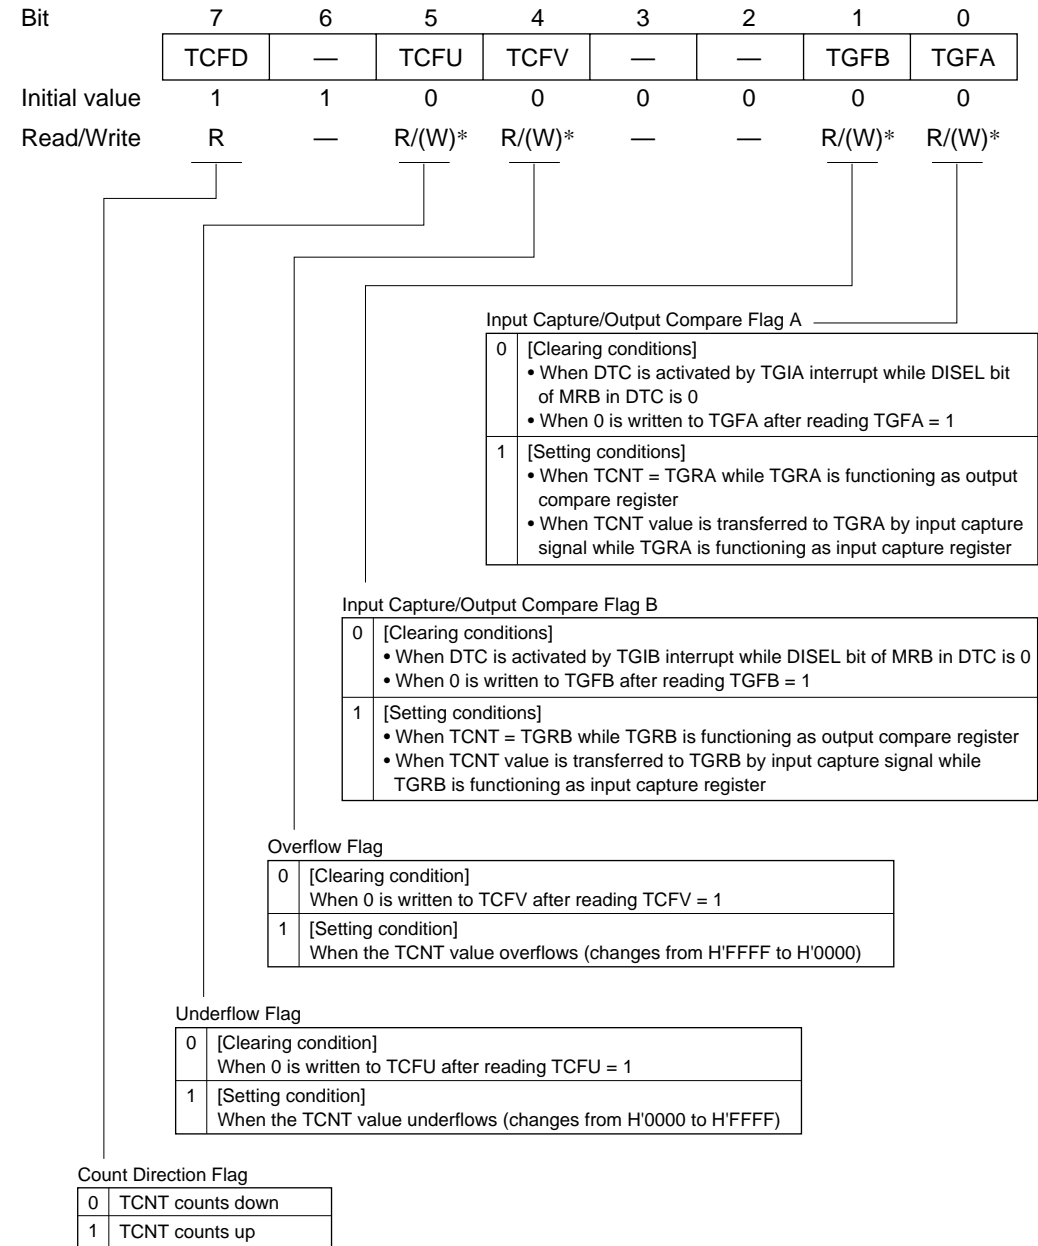 Bit 7 6 5 4 3 2 1 0
TCFD — TCFU TCFV — — TGFB TGFA
Initial value 1 1 0 0 0 0 0 0
Read/Write R — R/(W)* R/(W)* — — R/(W)* R/(W)*
Input Capture/Output Compare Flag A
0 [Clearing conditions]
• When DTC is activated by TGIA interrupt while DISEL bit
of MRB in DTC is 0
• When 0 is written to TGFA after reading TGFA = 1
1 [Setting conditions]
• When TCNT = TGRA while TGRA is functioning as output
compare register
• When TCNT value is transferred to TGRA by input capture
signal while TGRA is functioning as input capture register
Input Capture/Output Compare Flag B
0 [Clearing conditions]
• When DTC is activated by TGIB interrupt while DISEL bit of MRB in DTC is 0
• When 0 is written to TGFB after reading TGFB = 1
1 [Setting conditions]
• When TCNT = TGRB while TGRB is functioning as output compare register
• When TCNT value is transferred to TGRB by input capture signal while
TGRB is functioning as input capture register
Overflow Flag
0 [Clearing condition]
When 0 is written to TCFV after reading TCFV = 1
1 [Setting condition]
When the TCNT value overflows (changes from H'FFFF to H'0000)
Underflow Flag
0 [Clearing condition]
When 0 is written to TCFU after reading TCFU = 1
1 [Setting condition]
When the TCNT value underflows (changes from H'0000 to H'FFFF)
Count Direction Flag
0 TCNT counts down
1 TCNT counts up